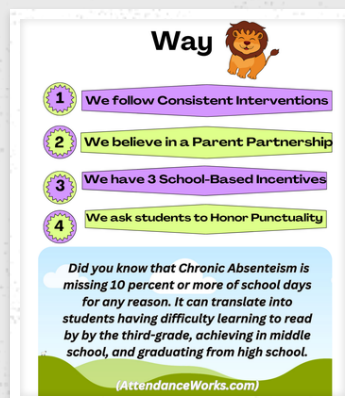 Way
1 We follow Consistent Interventions
2 We believe in a Parent Partnership
3 We have 3 School-Based Incentives
4 We ask students to Honor Punctuality
Did you know that Chronic Absenteism is
missing 10 percent or more of school days
for any reason. It can translate into
students having difficulty learning to read
by by the third-grade, achieving in middle
school, and graduating from high school.
(AttendanceWorks.com)